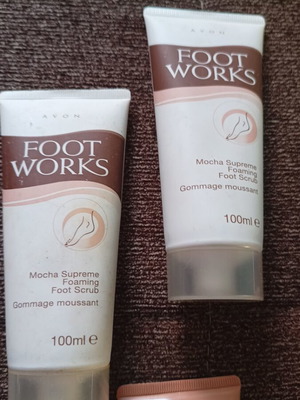 AVON
FOOT
WORKS
Mocha Supreme
Foaming
Foot Scrub
Gommage moussant
100ml e
AVON
FOOT
WORKS
Mocha Supreme
Foaming
Foot Scrub
Gommage moussant
100ml e